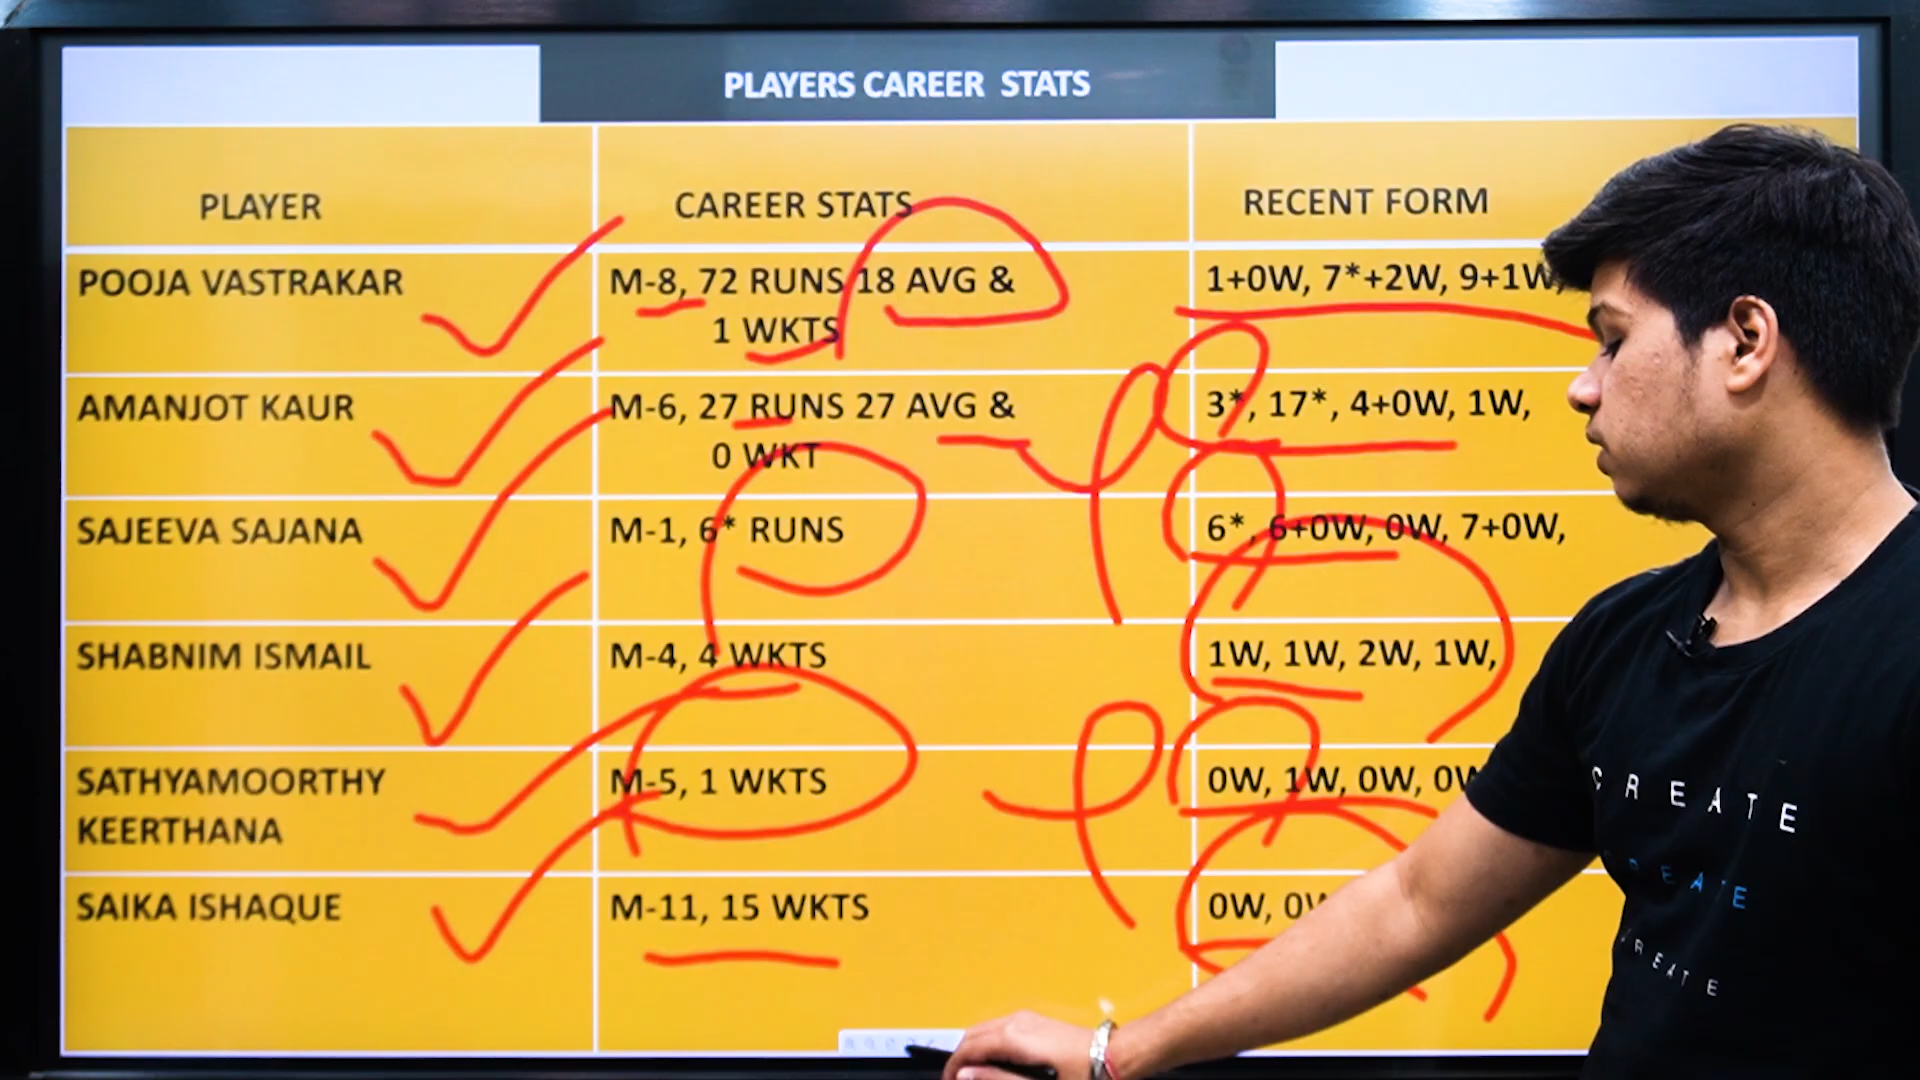 PLAYERS CAREER STATS
PLAYER CAREER STATS RECENT FORM
POOJA VASTRAKAR M-8, 72 RUNS 18 AVG & 1+0W, 7*+2W, 9+1W,
1 WKTS
AMANJOT KAUR M-6, 27 RUNS 27 AVG & 3*, 17*, 4+0W, 1W,
0 WKT
SAJEEVA SAJANA M-1, 6* RUNS 6*, 6+0W, 0W, 7+0W,
SHABNIM ISMAIL M-4, 4 WKTS 1W, 1W, 2W, 1W,
SATHYAMOORTHY M-5, 1 WKTS 0W, 1W, 0W,
KEERTHANA
SAIKA ISHAQUE M-11, 15 WKTS 0W,
CREATE
CREATE
CREATE